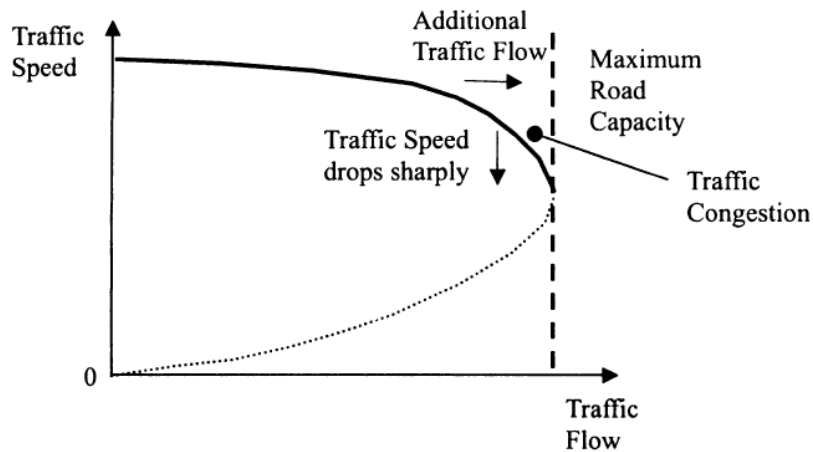 Traffic
Speed
Additional
Traffic Flow
Maximum
Road
Capacity
Traffic Speed
drops sharply
Traffic
Congestion
0
Traffic
Flow